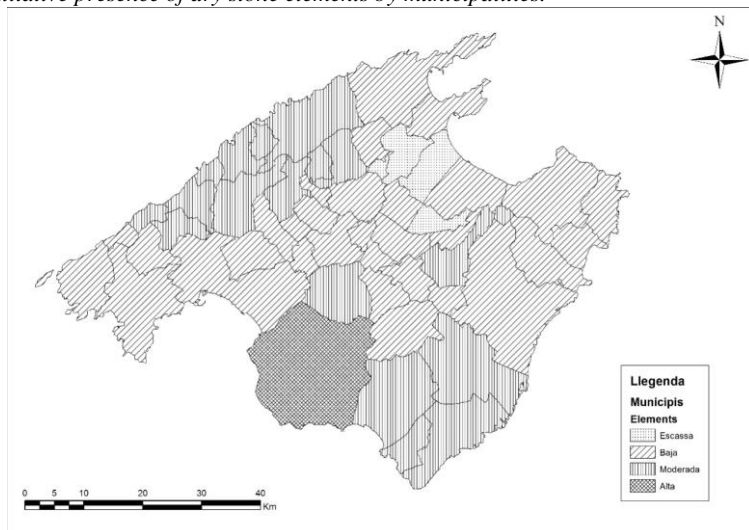 presence of dry stone elements by municipalities.
N
Llegenda
Municipis
Elements
Escassa
Baja
Moderada
Alta
0 5 10 20 30 40
Km